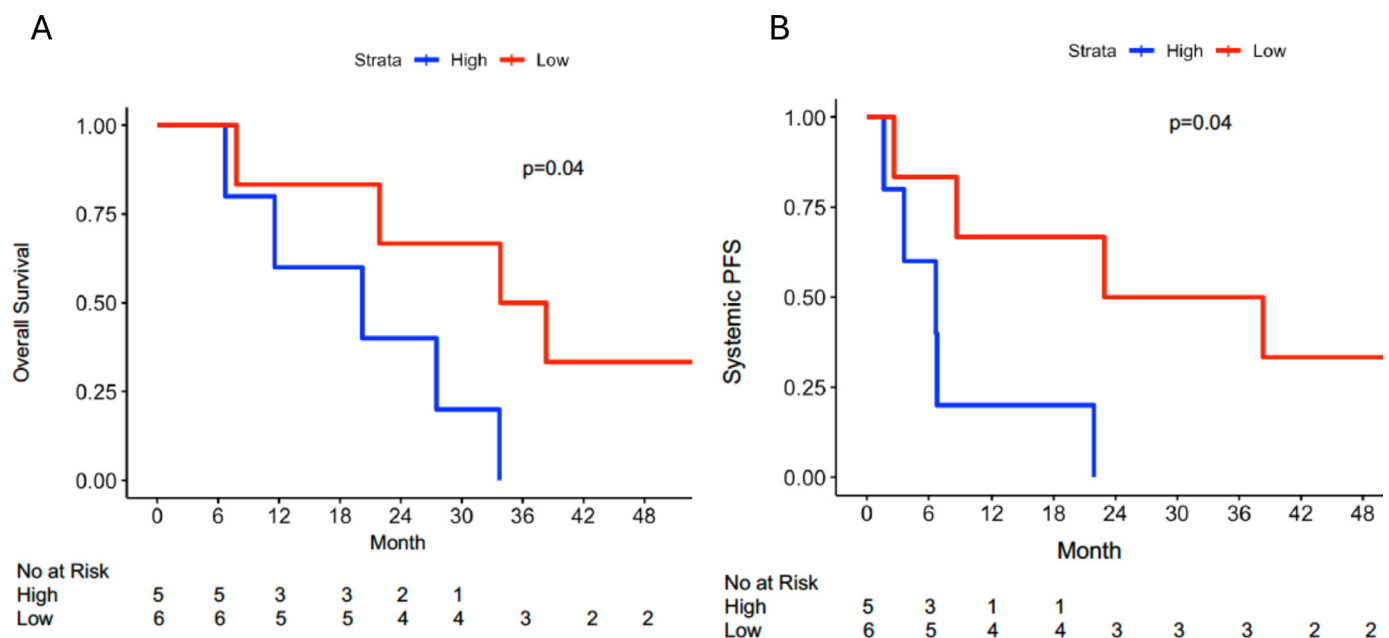 A
Strata High Low
1.00
0.75
0.50
0.25
0.00
Overall Survival
p=0.04
0 6 12 18 24 30 36 42 48
Month
No at Risk
High 5 5 3 3 2 1
Low 6 6 5 5 4 4 3 2 2
B
Strata High Low
1.00
0.75
0.50
0.25
0.00
Systemic PFS
p=0.04
0 6 12 18 24 30 36 42 48
Month
No at Risk
High 5 3 1 1
Low 6 5 4 4 3 3 3 2 2